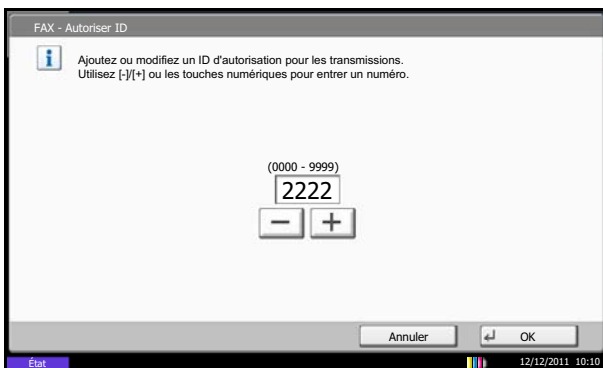 FAX - Autoriser ID
Ajoutez ou modifiez un ID d'autorisation pour les transmissions.
Utilisez [-]/[+] ou les touches numériques pour entrer un numéro.
(0000 - 9999)
2222
− +
Annuler OK
État 12/12/2011 10:10